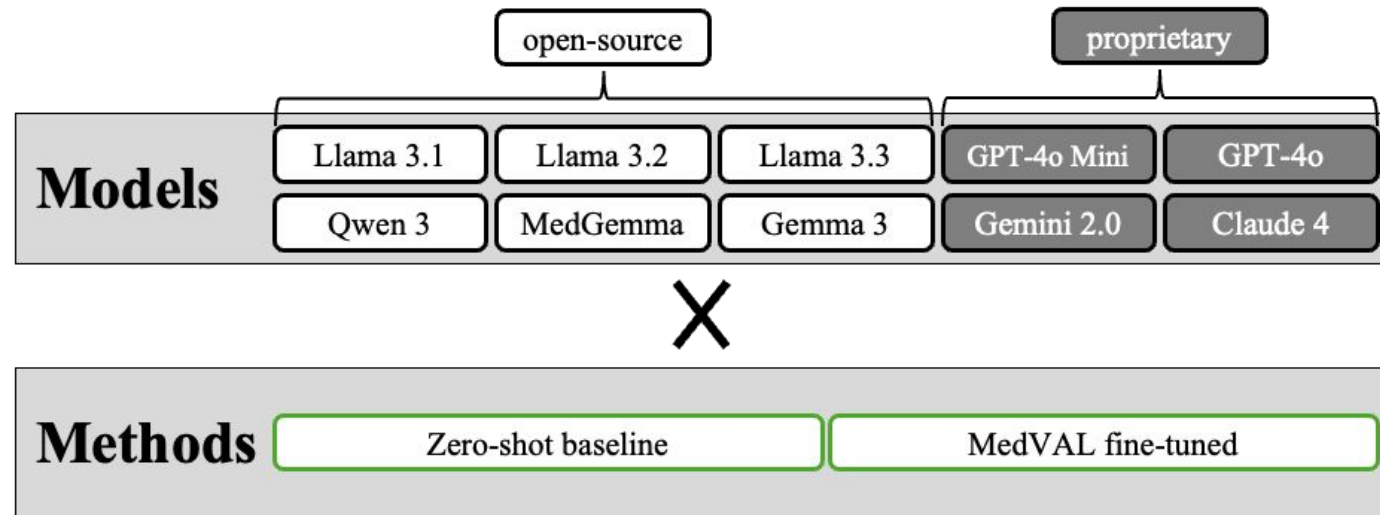 open-source
proprietary
Models
Llama 3.1
Llama 3.2
Llama 3.3
GPT-4o Mini
GPT-4o
Qwen 3
MedGemma
Gemma 3
Gemini 2.0
Claude 4
Methods
Zero-shot baseline
MedVAL fine-tuned